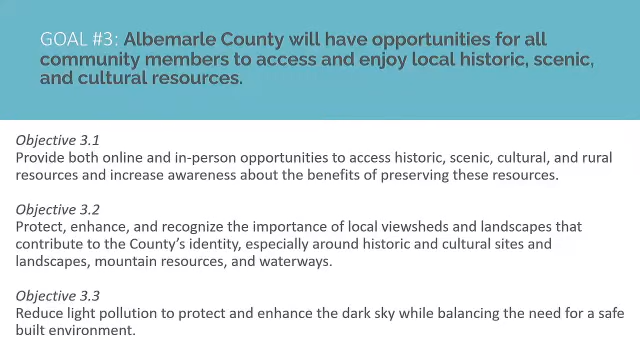 GOAL #3: Albemarle County will have opportunities for all
community members to access and enjoy local historic, scenic,
and cultural resources.
Objective 3.1
Provide both online and in-person opportunities to access historic, scenic, cultural, and rural
resources and increase awareness about the benefits of preserving these resources.
Objective 3.2
Protect, enhance, and recognize the importance of local viewsheds and landscapes that
contribute to the County's identity, especially around historic and cultural sites and
landscapes, mountain resources, and waterways.
Objective 3.3
Reduce light pollution to protect and enhance the dark sky while balancing the need for a safe
built environment.